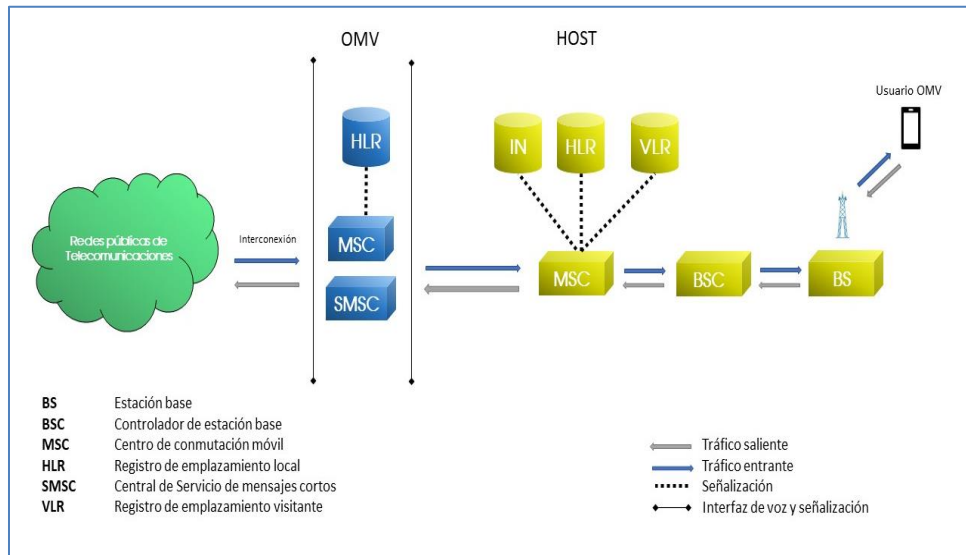 OMV
HOST
Usuario OMV
HLR
IN
HLR
VLR
Redes públicas de
Telecomunicaciones
Interconexión
MSC
SMSC
MSC
BSC
BS
BS Estación base
BSC Controlador de estación base
MSC Centro de conmutación móvil
HLR Registro de emplazamiento local
SMSC Central de Servicio de mensajes cortos
VLR Registro de emplazamiento visitante
Tráfico saliente
Tráfico entrante
Señalización
Interfaz de voz y señalización